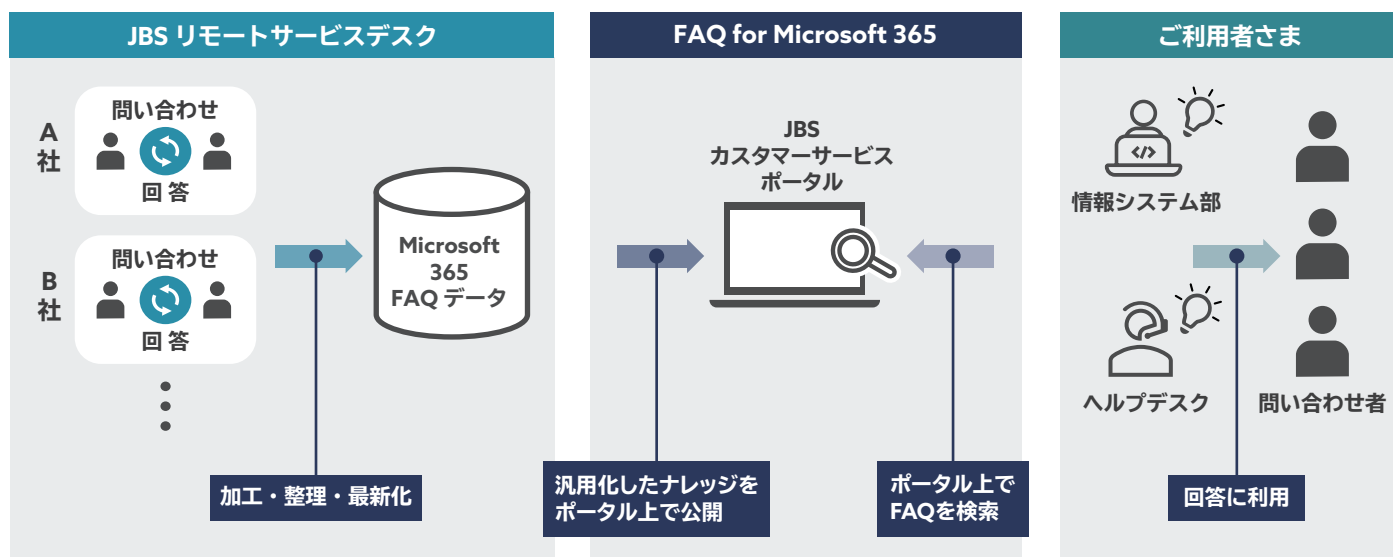 JBS リモートサービスデスク
A
社
問い合わせ
回 答
B
社
問い合わせ
回 答
Microsoft
365
FAQ データ
加工・整理・最新化
FAQ for Microsoft 365
JBS
カスタマーサービス
ポータル
</>
汎用化したナレッジを
ポータル上で公開
ポータル上で
FAQを検索
ご利用者さま
情報システム部
ヘルプデスク
問い合わせ者
回答に利用